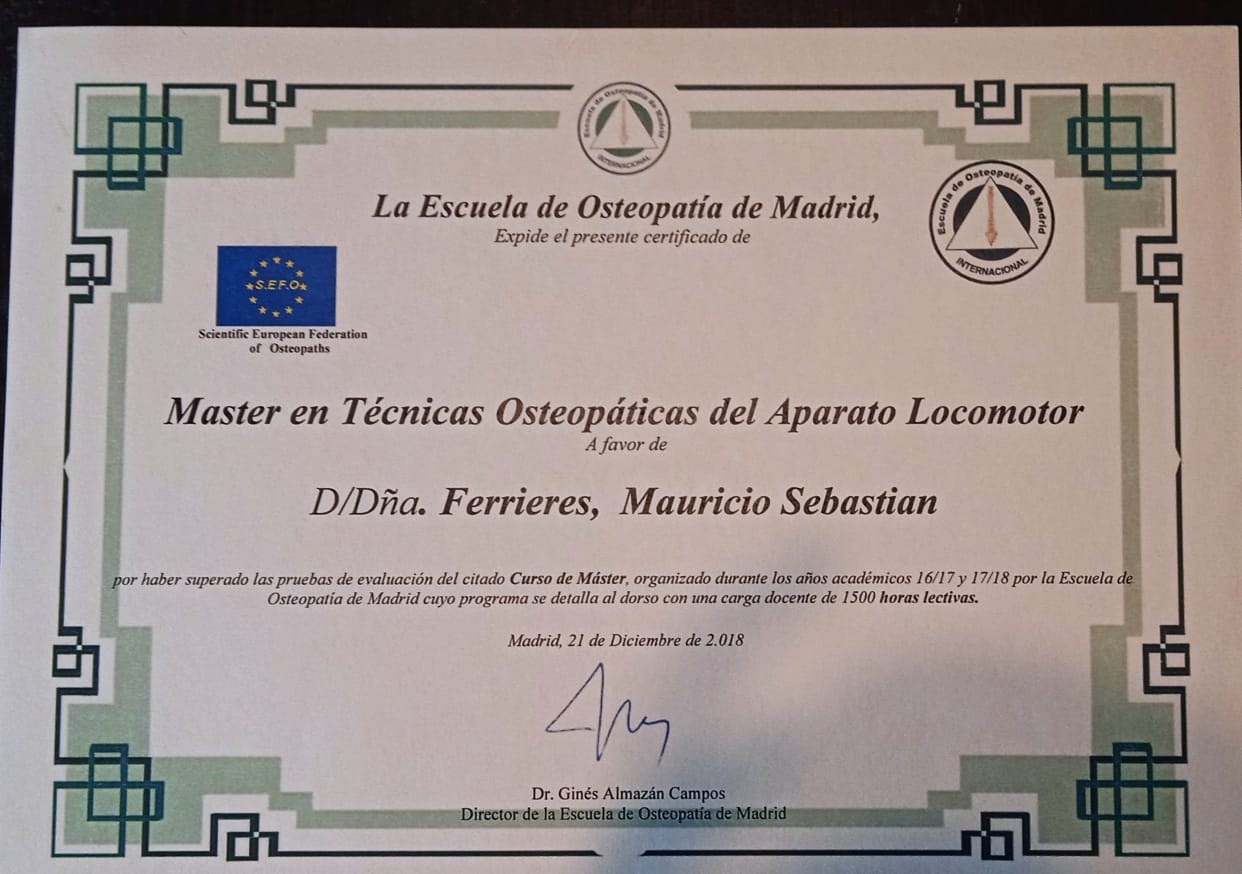 Escuela de Osteopatía de Madrid
INTERNACIONAL
La Escuela de Osteopatía de Madrid,
Expide el presente certificado de
Escuela de Osteopatía de Madrid
INTERNACIONAL
S.E.F.O
Scientific European Federation
of Osteopaths
Master en Técnicas Osteopáticas del Aparato Locomotor
A favor de
D/Dña. Ferrieres, Mauricio Sebastian
por haber superado las pruebas de evaluación del citado Curso de Máster, organizado durante los años académicos 16/17 y 17/18 por la Escuela de
Osteopatía de Madrid cuyo programa se detalla al dorso con una carga docente de 1500 horas lectivas.
Madrid, 21 de Diciembre de 2.018
Dr. Ginés Almazán Campos
Director de la Escuela de Osteopatía de Madrid